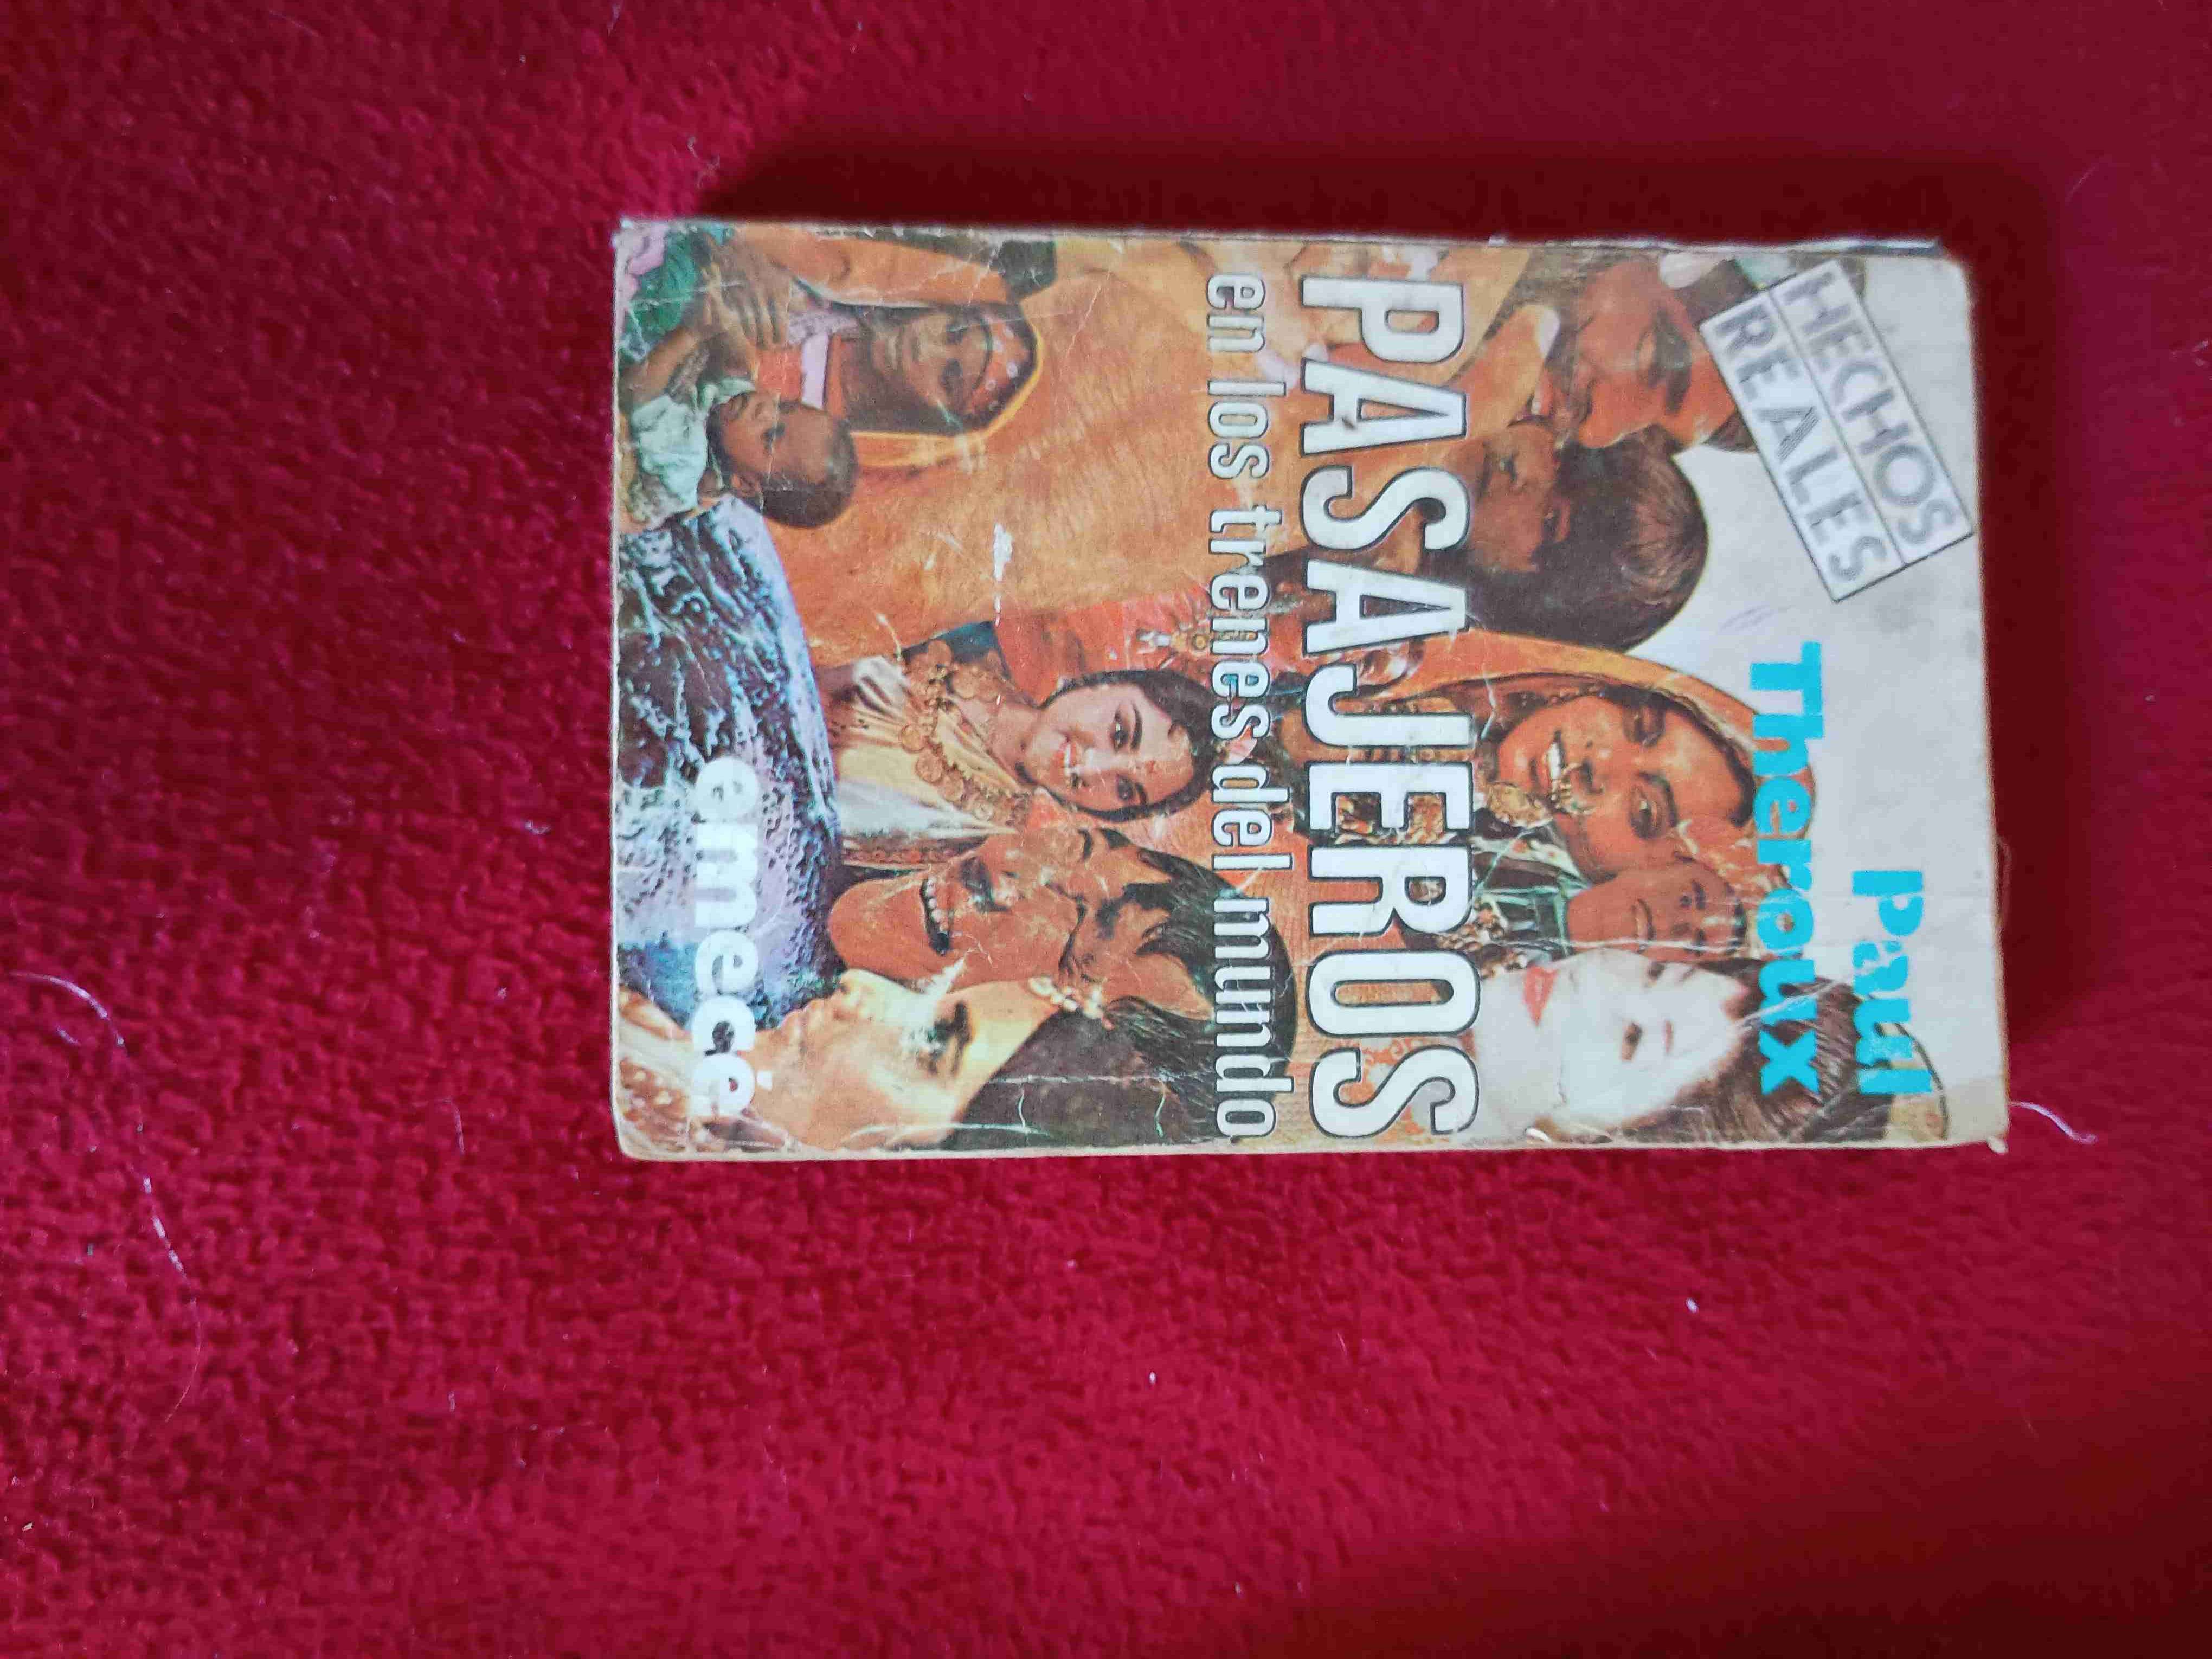 HECHOS
REALES
Paul
Theroux
PASAJEROS
en los trenes del mundo
emecé